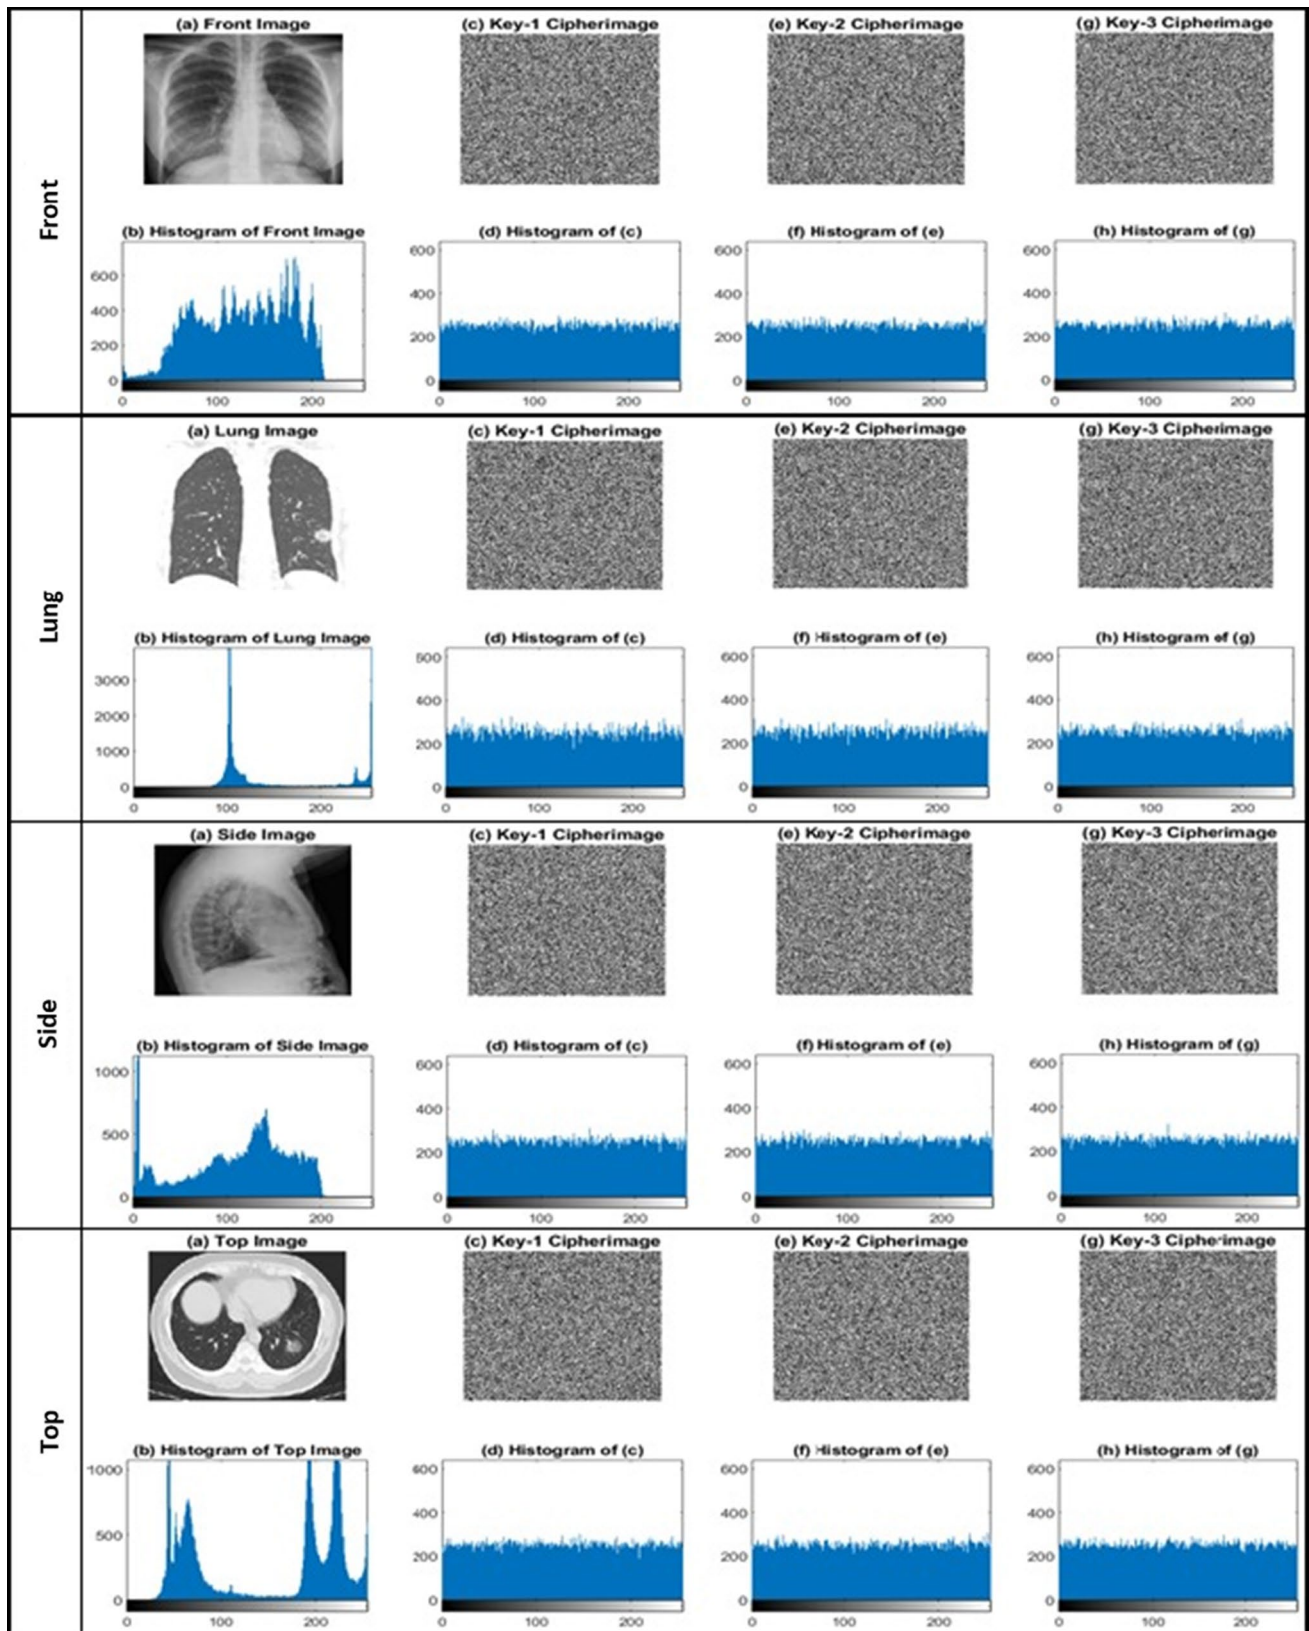 Front
(a) Front Image
(c) Key-1 Cipherimage
(e) Key-2 Cipherimage
(g) Key-3 Cipherimage
(b) Histogram of Front Image
(d) Histogram of (c)
(f) Histogram of (e)
(h) Histogram of (g)
600
400
200
0
0 100 200
600
400
200
0
0 100 200
600
400
200
0
0 100 200
600
400
200
0
0 100 200
Lung
(a) Lung Image
(c) Key-1 Cipherimage
(e) Key-2 Cipherimage
(g) Key-3 Cipherimage
(b) Histogram of Lung Image
(d) Histogram of (c)
(f) Histogram of (e)
(h) Histogram of (g)
3000
2000
1000
0
0 100 200
600
400
200
0
0 100 200
600
400
200
0
0 100 200
600
400
200
0
0 100 200
Side
(a) Side Image
(c) Key-1 Cipherimage
(e) Key-2 Cipherimage
(g) Key-3 Cipherimage
(b) Histogram of Side Image
(d) Histogram of (c)
(f) Histogram of (e)
(h) Histogram of (g)
1000
500
0
0 100 200
600
400
200
0
0 100 200
600
400
200
0
0 100 200
600
400
200
0
0 100 200
Top
(a) Top Image
(c) Key-1 Cipherimage
(e) Key-2 Cipherimage
(g) Key-3 Cipherimage
(b) Histogram of Top Image
(d) Histogram of (c)
(f) Histogram of (e)
(h) Histogram of (g)
1000
500
0
0 100 200
600
400
200
0
0 100 200
600
400
200
0
0 100 200
600
400
200
0
0 100 200